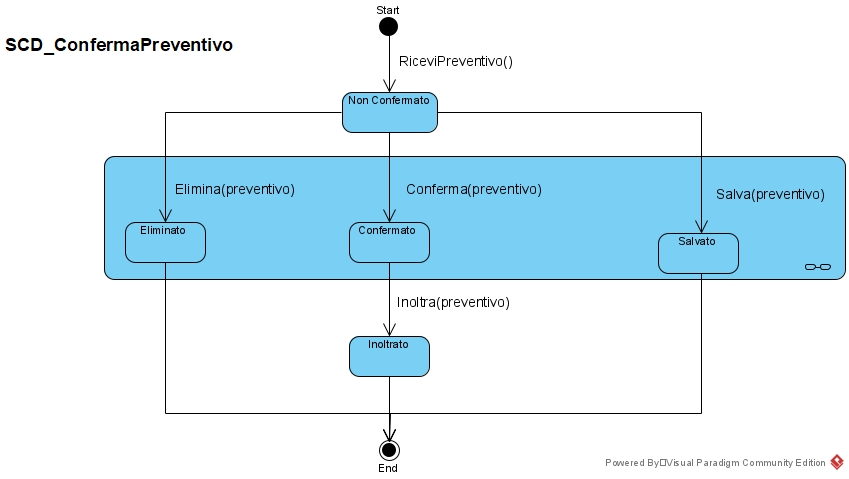 Start
SCD_ConfermaPreventivo
RiceviPreventivo()
Non Confermato
Elimina(preventivo)
Conferma(preventivo)
Salva(preventivo)
Eliminato
Confermato
Salvato
Inoltra(preventivo)
Inoltrato
End
Powered By□Visual Paradigm Community Edition